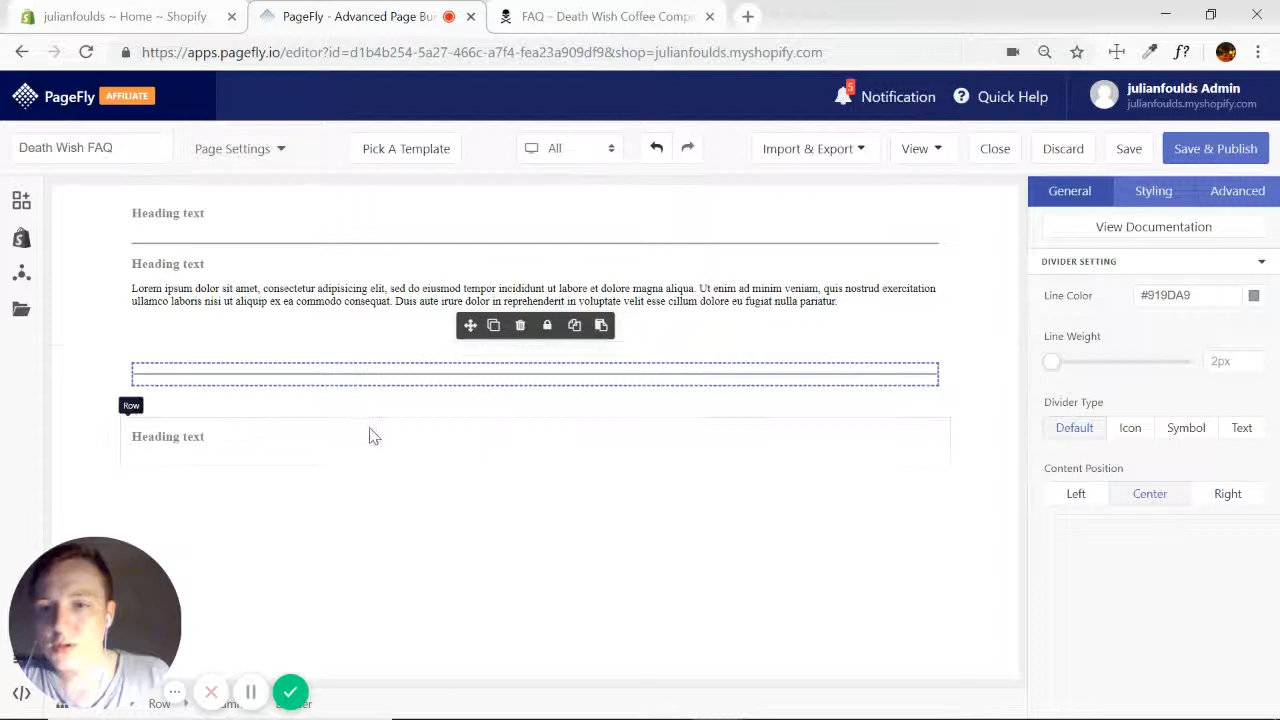 julianfoulds ~ Home ~ Shopify
PageFly - Advanced Page Bu
FAQ – Death Wish Coffee Comp
https://apps.pagefly.io/editor?id=d1b4b254-5a27-466c-a7f4-fea23a909df9&shop=julianfoulds.myshopify.com
f?
PageFly AFFILIATE
5
Notification
Quick Help
julianfoulds Admin
julianfoulds.myshopify.com
Death Wish FAQ
Page Settings
Pick A Template
All
Import & Export
View
Close
Discard
Save
Save & Publish
General
Styling
Advanced
View Documentation
DIVIDER SETTING
Line Color
#919DA9
Line Weight
2px
Divider Type
Default
Icon
Symbol
Text
Content Position
Left
Center
Right
Heading text
Heading text
Lorem ipsum dolor sit amet, consectetur adipisicing elit, sed do eiusmod tempor incididunt ut labore et dolore magna aliqua. Ut enim ad minim veniam, quis nostrud exercitation
ullamco laboris nisi ut aliquip ex ea commodo consequat. Duis aute irure dolor in reprehenderit in voluptate velit esse cillum dolore eu fugiat nulla pariatur.
Row
Heading text
Row